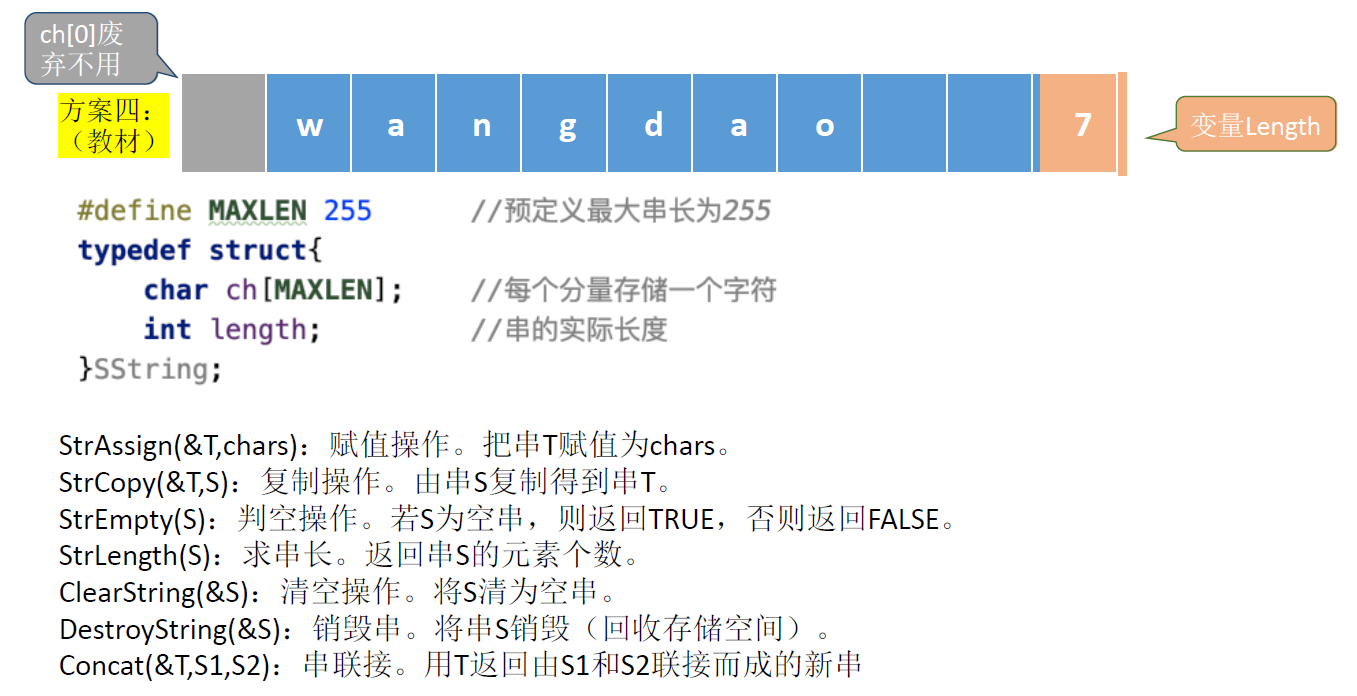 ch[0]废
弃不用
方案四：
（教材）
w a n g d a o 7
变量Length
#define MAXLEN 255 //预定义最大串长为255
typedef struct{
char ch[MAXLEN]; //每个分量存储一个字符
int length; //串的实际长度
}SString;
StrAssign(&T,chars)：赋值操作。把串T赋值为chars。
StrCopy(&T,S)：复制操作。由串S复制得到串T。
StrEmpty(S)：判空操作。若S为空串，则返回TRUE，否则返回FALSE。
StrLength(S)：求串长。返回串S的元素个数。
ClearString(&S)：清空操作。将S清为空串。
DestroyString(&S)：销毁串。将串S销毁（回收存储空间）。
Concat(&T,S1,S2)：串联接。用T返回由S1和S2联接而成的新串